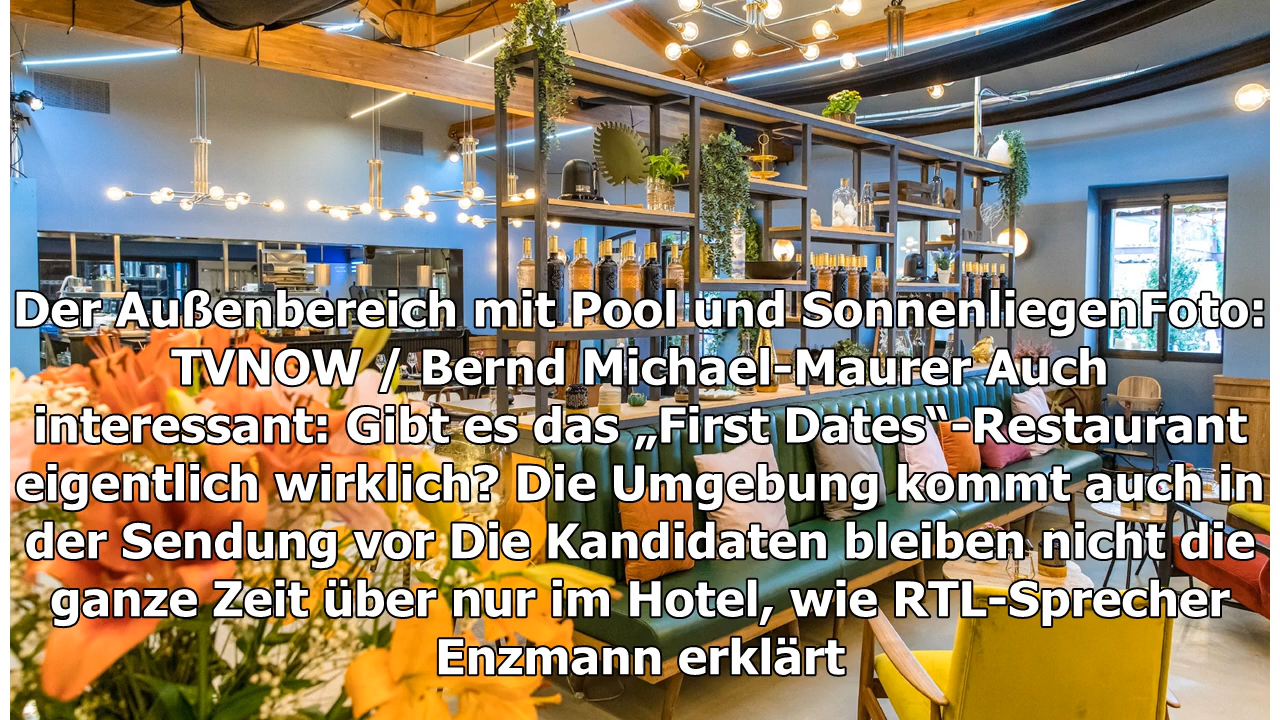 Der Außenbereich mit Pool und SonnenliegenFoto:
TVNOW / Bernd Michael-Maurer Auch
interessant: Gibt es das „First Dates“-Restaurant
eigentlich wirklich? Die Umgebung kommt auch in
der Sendung vor Die Kandidaten bleiben nicht die
ganze Zeit über nur im Hotel, wie RTL-Sprecher
Enzmann erklärt